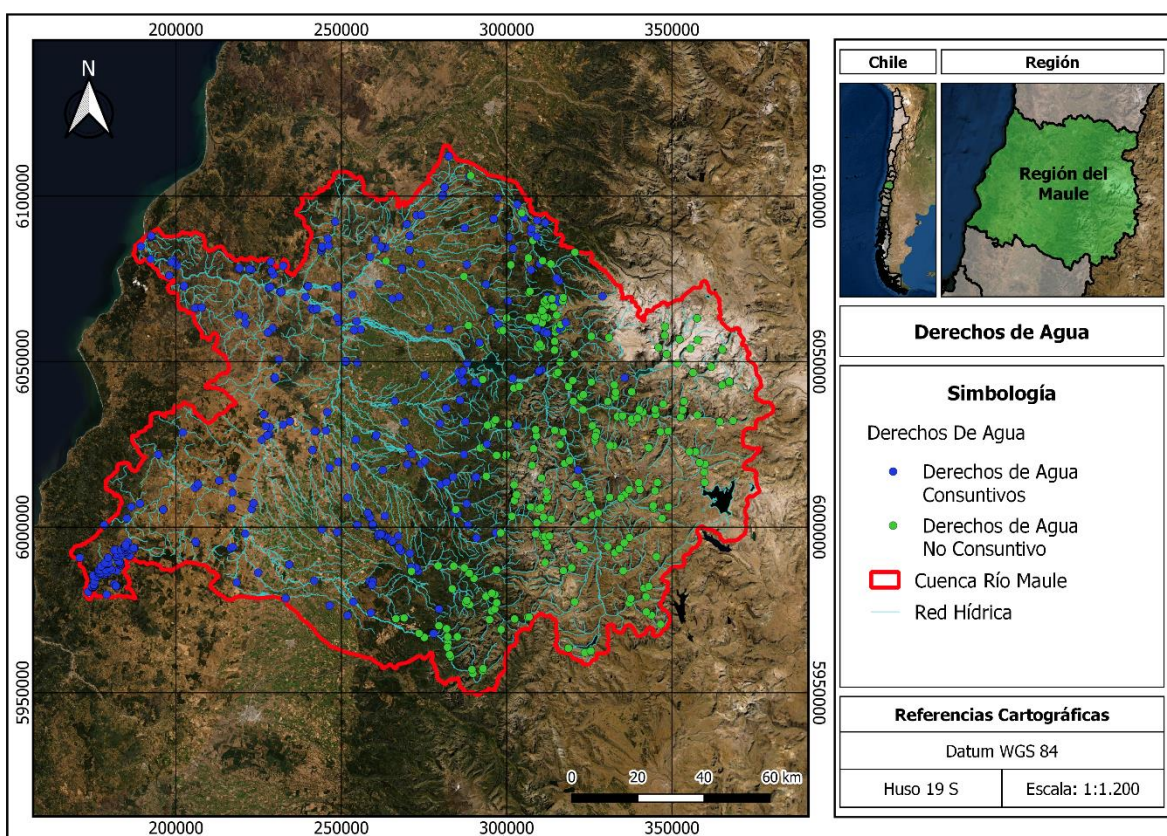 200000 250000 300000 350000
N
6100000 6100000
6050000 6050000
6000000 6000000
5950000 5950000
0 20 40 60 km
200000 250000 300000 350000
Chile Región
Región del
Maule
Derechos de Agua
Simbología
Derechos De Agua
Derechos de Agua
Consuntivos
Derechos de Agua
No Consuntivo
Cuenca Río Maule
Red Hídrica
Referencias Cartográficas
Datum WGS 84
Huso 19 S Escala: 1:1.200